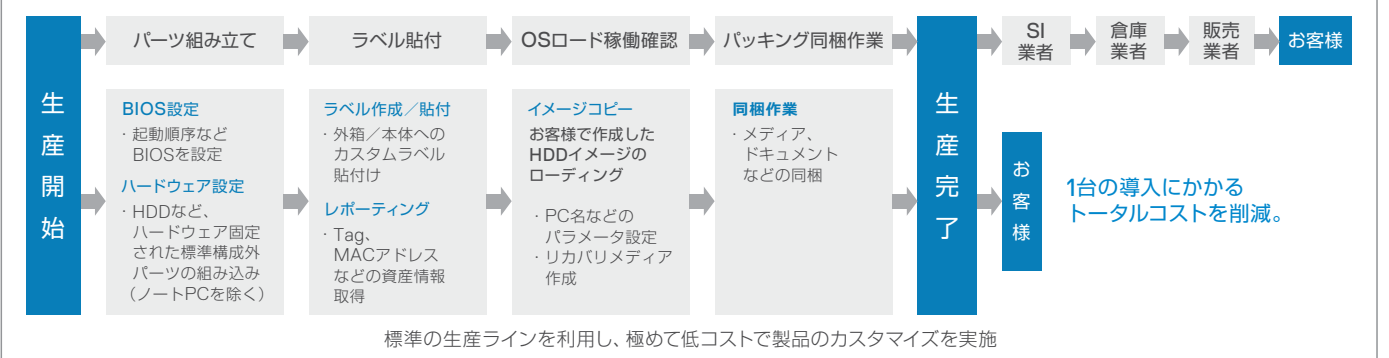 生産開始
パーツ組み立て
ラベル貼付
OSロード稼働確認
パッキング同梱作業
生産完了
SI
業者
倉庫
業者
販売
業者
お客様
BIOS設定
・起動順序など
BIOSを設定
ハードウェア設定
・HDDなど、
ハードウェア固定
された標準構成外
パーツの組み込み
（ノートPCを除く）
ラベル作成／貼付
・外箱／本体への
カスタムラベル
貼付け
レポーティング
・Tag、
MACアドレス
などの資産情報
取得
イメージコピー
お客様で作成した
HDDイメージの
ローディング
・PC名などの
パラメータ設定
・リカバリメディア
作成
同梱作業
・メディア、
ドキュメント
などの同梱
お客様
1台の導入にかかる
トータルコストを削減。
標準の生産ラインを利用し、極めて低コストで製品のカスタマイズを実施